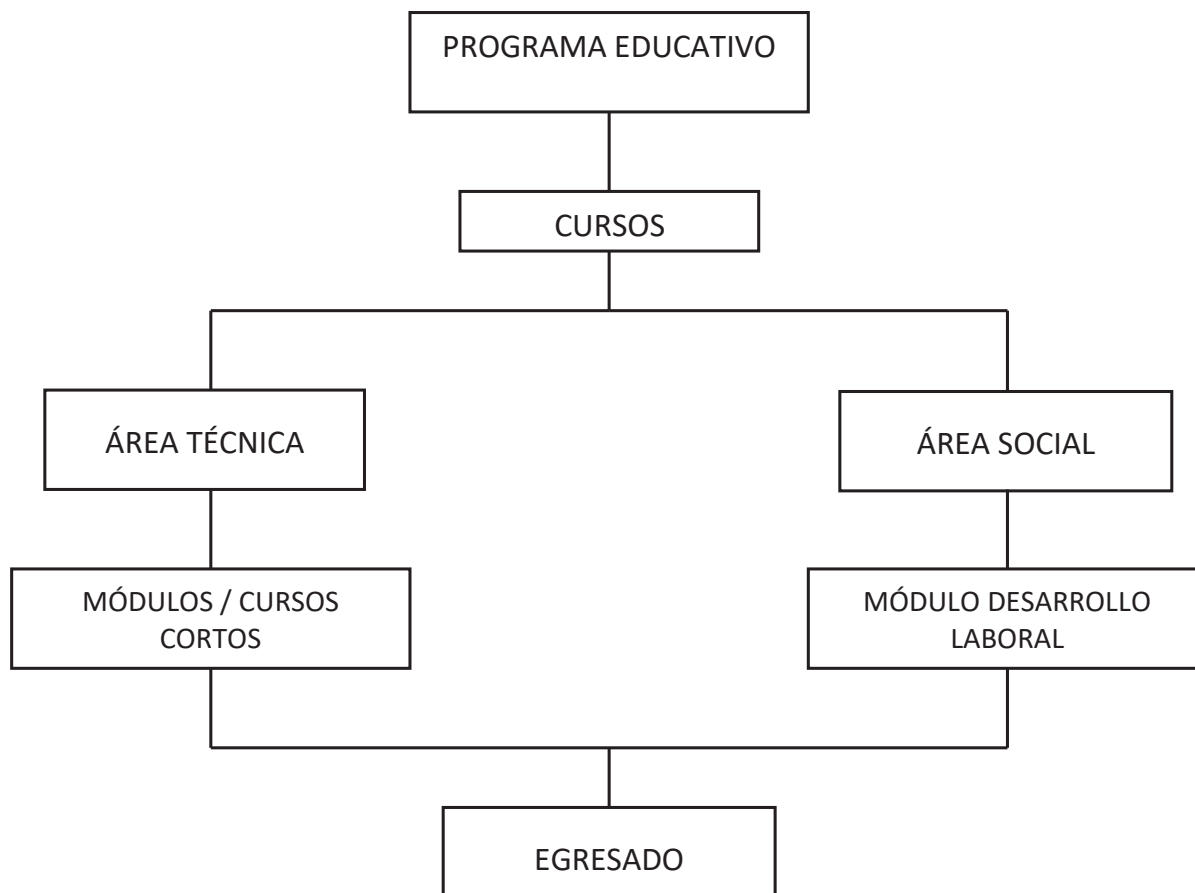 PROGRAMA EDUCATIVO
CURSOS
ÁREA TÉCNICA
ÁREA SOCIAL
MÓDULOS / CURSOS
CORTOS
MÓDULO DESARROLLO
LABORAL
EGRESADO